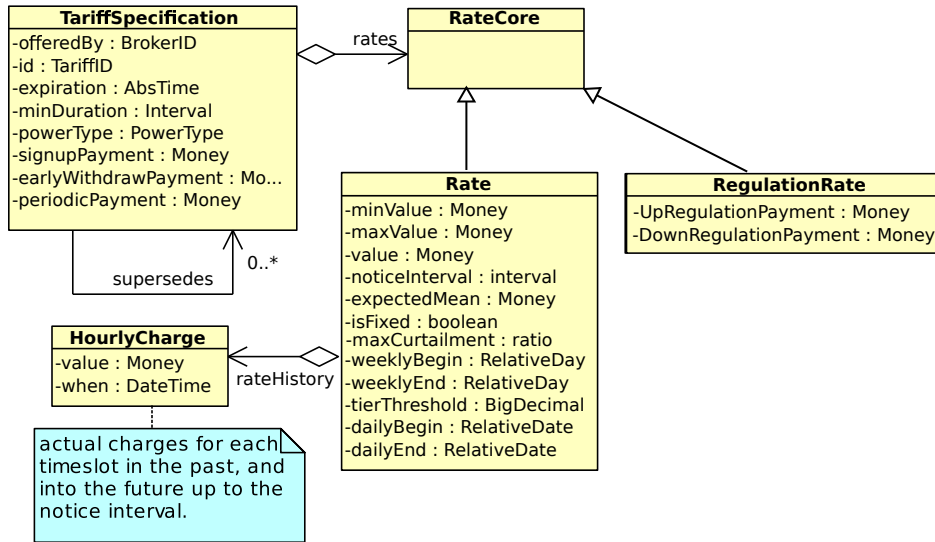 TariffSpecification
-offeredBy : BrokerID
-id : TariffID
-expiration : AbsTime
-minDuration : Interval
-powerType : PowerType
-signupPayment : Money
-earlyWithdrawPayment : Mo...
-periodicPayment : Money
rates
RateCore
supersedes
0..*
Rate
-minValue : Money
-maxValue : Money
-value : Money
-noticeInterval : interval
-expectedMean : Money
-isFixed : boolean
-maxCurtailment : ratio
-weeklyBegin : RelativeDay
-weeklyEnd : RelativeDay
-tierThreshold : BigDecimal
-dailyBegin : RelativeDate
-dailyEnd : RelativeDate
RegulationRate
-UpRegulationPayment : Money
-DownRegulationPayment : Money
HourlyCharge
-value : Money
-when : DateTime
rateHistory
actual charges for each
timeslot in the past, and
into the future up to the
notice interval.